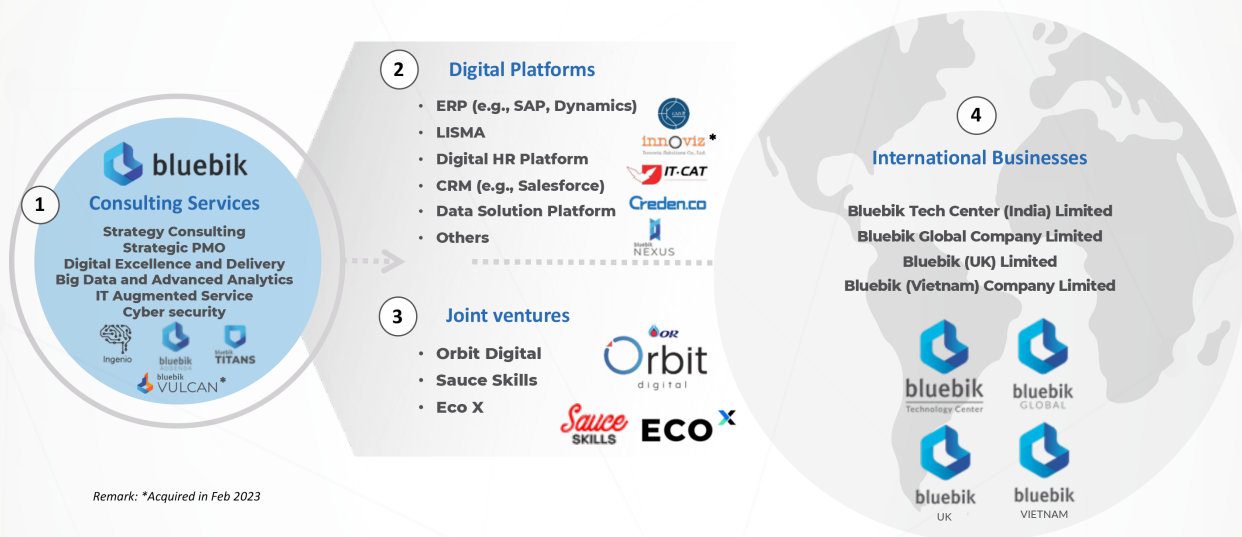 bluebik
1
Consulting Services
Strategy Consulting
Strategic PMO
Digital Excellence and Delivery
Big Data and Advanced Analytics
IT Augmented Service
Cyber security
Ingenio
bluebik
bluebik
TITANS
bluebik
VULCAN*
Remark: *Acquired in Feb 2023
2
Digital Platforms
• ERP (e.g., SAP, Dynamics)
• LISMA
• Digital HR Platform
• CRM (e.g., Salesforce)
• Data Solution Platform
• Others
innoviz *
IT-CAT
Creden.co
bluebik
NEXUS
3
Joint ventures
• Orbit Digital
• Sauce Skills
• Eco X
OR
Orbit
digital
Sauce
SKILLS
ECO X
4
International Businesses
Bluebik Tech Center (India) Limited
Bluebik Global Company Limited
Bluebik (UK) Limited
Bluebik (Vietnam) Company Limited
bluebik
Technology Center
bluebik
GLOBAL
bluebik
UK
bluebik
VIETNAM